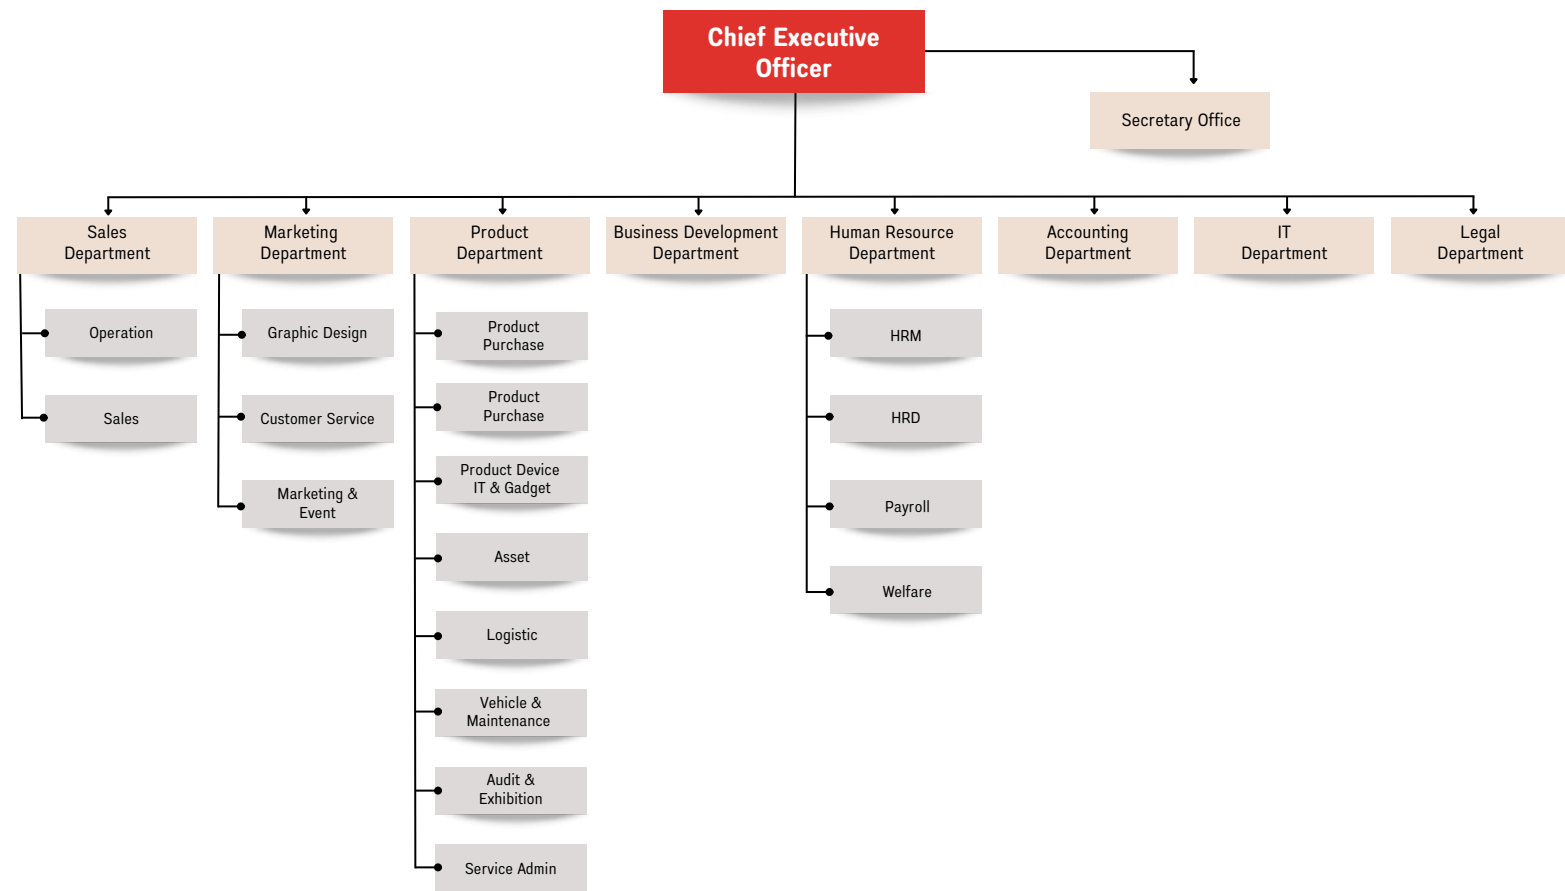 Chief Executive
Officer
Secretary Office
Sales
Department
Marketing
Department
Product
Department
Business Development
Department
Human Resource
Department
Accounting
Department
IT
Department
Legal
Department
Operation
Sales
Graphic Design
Customer Service
Marketing &
Event
Product
Purchase
Product
Purchase
Product Device
IT & Gadget
Asset
Logistic
Vehicle &
Maintenance
Audit &
Exhibition
Service Admin
HRM
HRD
Payroll
Welfare